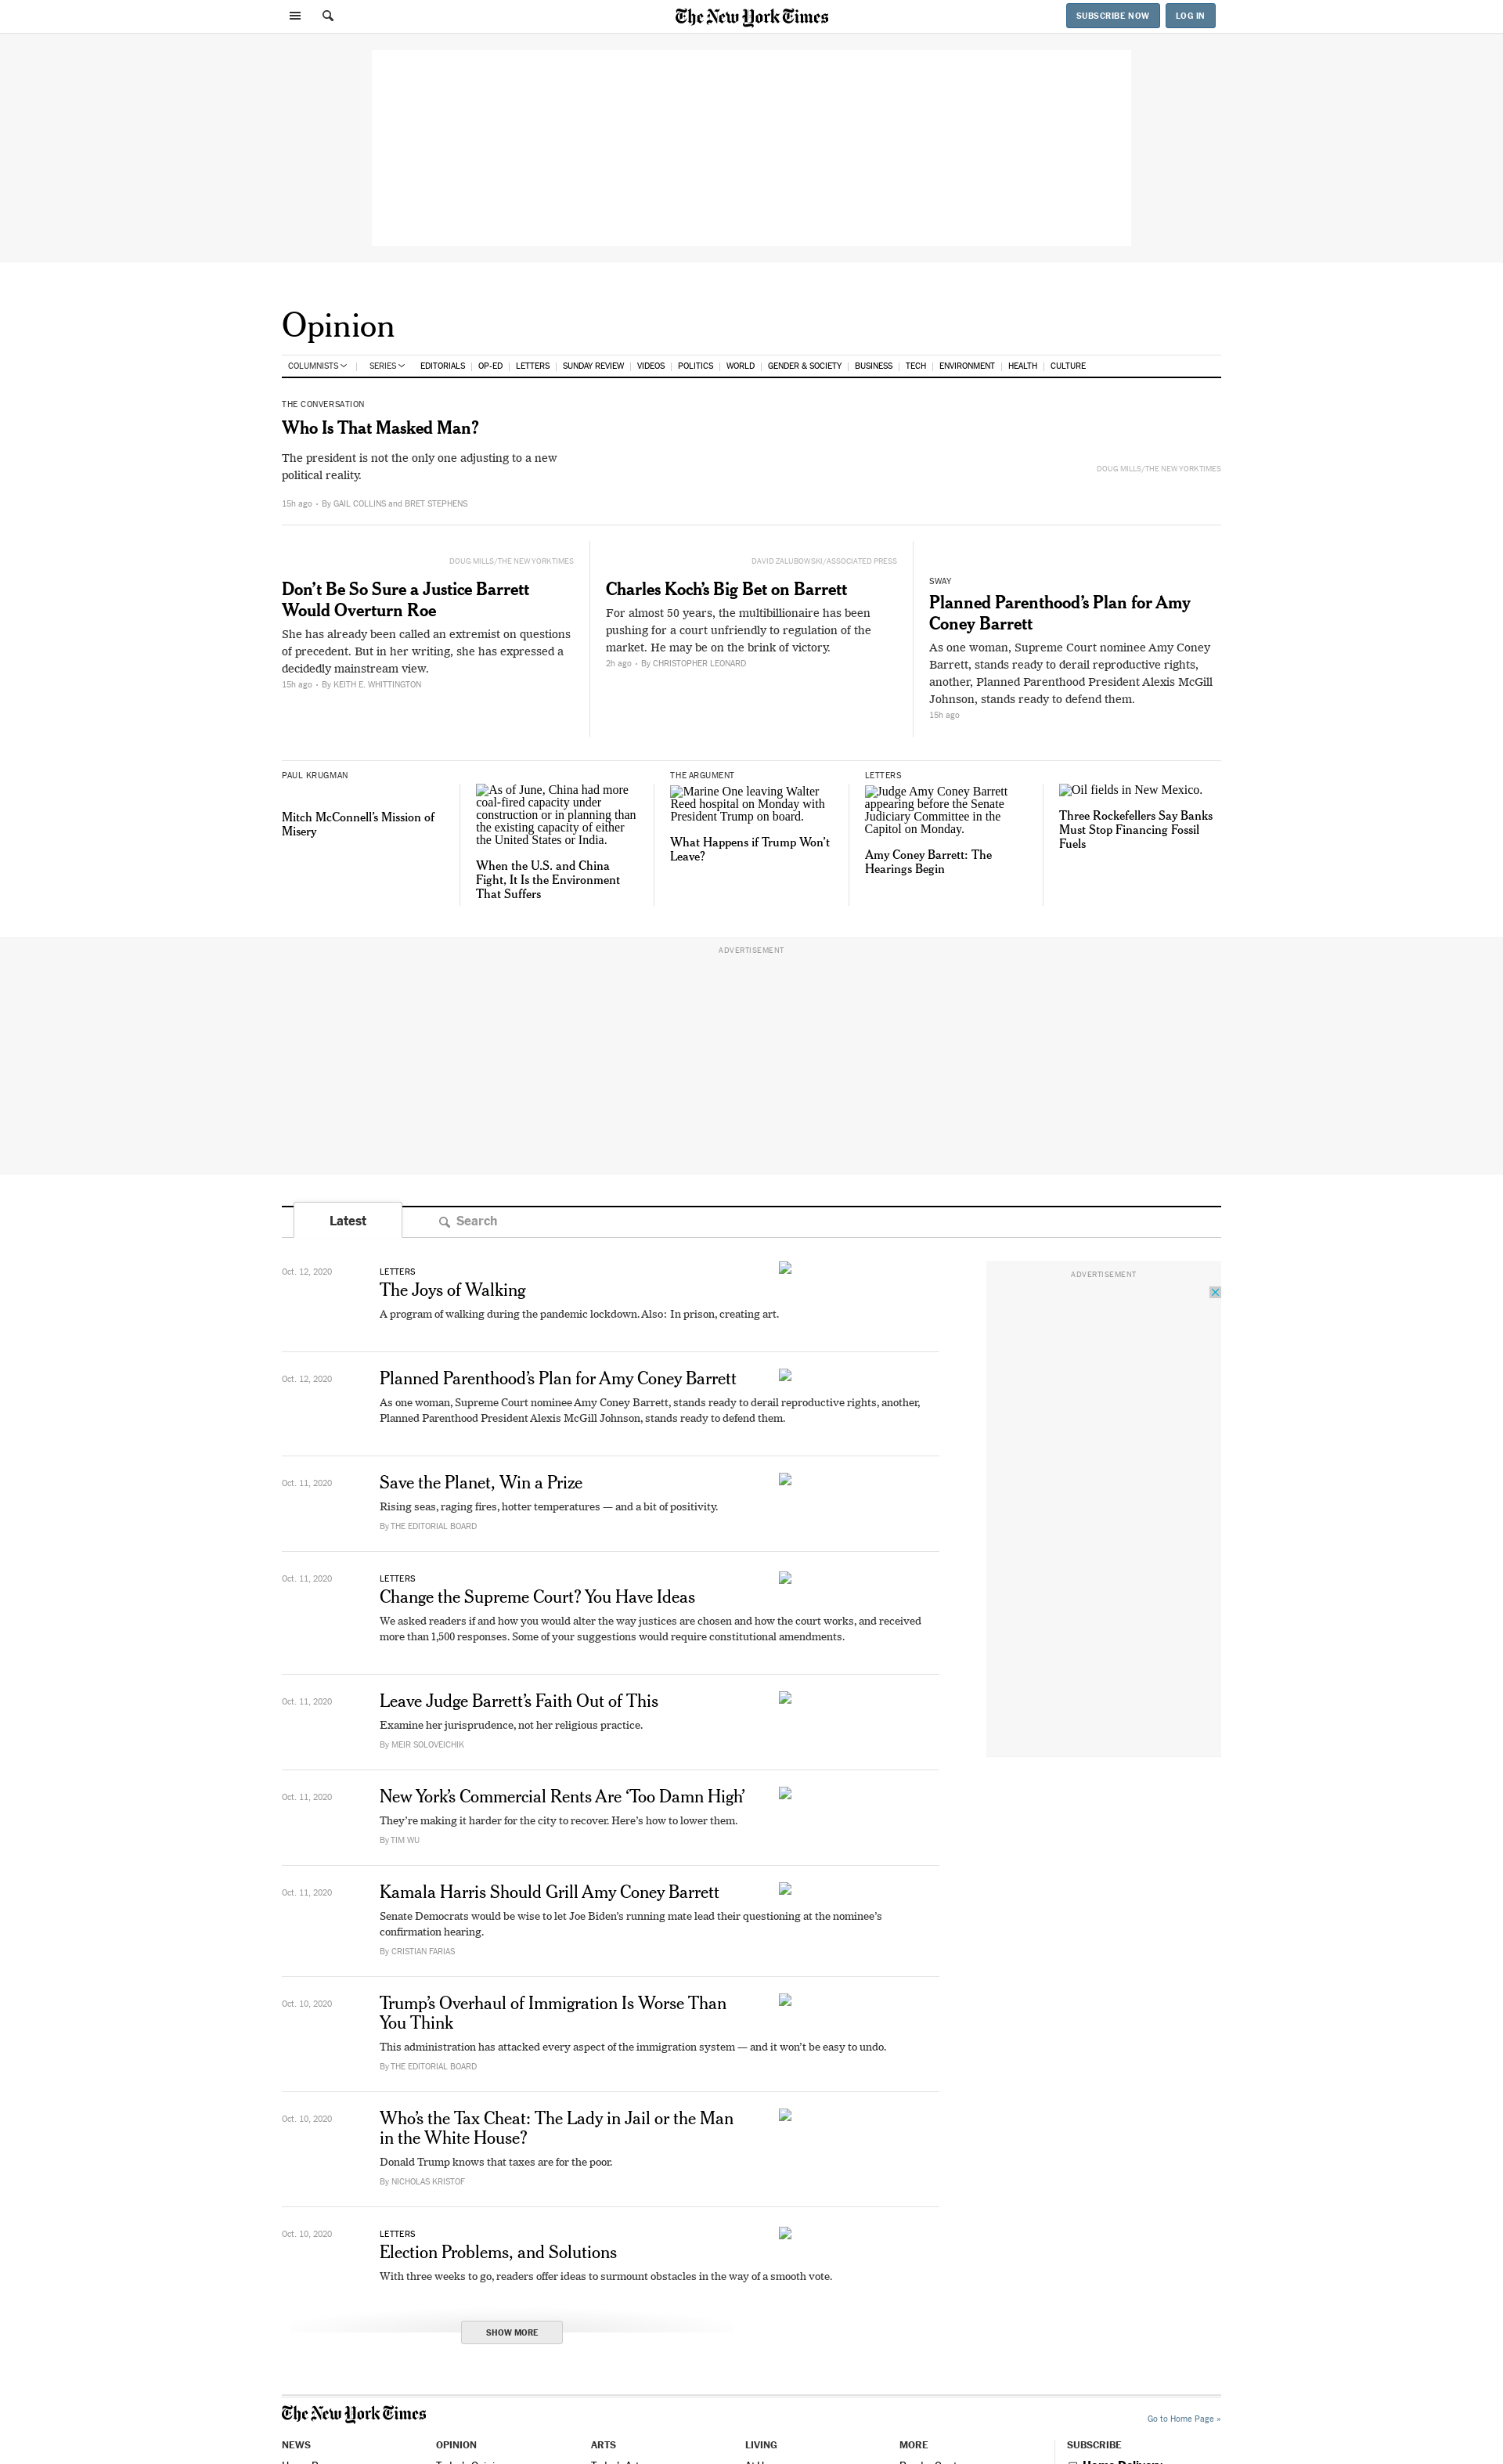 The New York Times
SUBSCRIBE NOW
LOG IN
Opinion
COLUMNISTS
SERIES
EDITORIALS
OP-ED
LETTERS
SUNDAY REVIEW
VIDEOS
POLITICS
WORLD
GENDER & SOCIETY
BUSINESS
TECH
ENVIRONMENT
HEALTH
CULTURE
THE CONVERSATION
Who Is That Masked Man?
The president is not the only one adjusting to a new
political reality.
15h ago • By GAIL COLLINS and BRET STEPHENS
DOUG MILLS/THE NEW YORK TIMES
DOUG MILLS/THE NEW YORK TIMES
Don’t Be So Sure a Justice Barrett
Would Overturn Roe
She has already been called an extremist on questions
of precedent. But in her writing, she has expressed a
decidedly mainstream view.
15h ago • By KEITH E. WHITTINGTON
DAVID ZALUBOWSKI/ASSOCIATED PRESS
Charles Koch’s Big Bet on Barrett
For almost 50 years, the multibillionaire has been
pushing for a court unfriendly to regulation of the
market. He may be on the brink of victory.
2h ago • By CHRISTOPHER LEONARD
SWAY
Planned Parenthood’s Plan for Amy
Coney Barrett
As one woman, Supreme Court nominee Amy Coney
Barrett, stands ready to derail reproductive rights,
another, Planned Parenthood President Alexis McGill
Johnson, stands ready to defend them.
15h ago
PAUL KRUGMAN
Mitch McConnell’s Mission of
Misery
As of June, China had more
coal-fired capacity under
construction or in planning than
the existing capacity of either
the United States or India.
When the U.S. and China
Fight, It Is the Environment
That Suffers
THE ARGUMENT
Marine One leaving Walter
Reed hospital on Monday with
President Trump on board.
What Happens if Trump Won’t
Leave?
LETTERS
Judge Amy Coney Barrett
appearing before the Senate
Judiciary Committee in the
Capitol on Monday.
Amy Coney Barrett: The
Hearings Begin
Oil fields in New Mexico.
Three Rockefellers Say Banks
Must Stop Financing Fossil
Fuels
ADVERTISEMENT
Latest
Search
ADVERTISEMENT
Oct. 12, 2020
LETTERS
The Joys of Walking
A program of walking during the pandemic lockdown. Also: In prison, creating art.
Oct. 12, 2020
Planned Parenthood’s Plan for Amy Coney Barrett
As one woman, Supreme Court nominee Amy Coney Barrett, stands ready to derail reproductive rights, another,
Planned Parenthood President Alexis McGill Johnson, stands ready to defend them.
Oct. 11, 2020
Save the Planet, Win a Prize
Rising seas, raging fires, hotter temperatures — and a bit of positivity.
By THE EDITORIAL BOARD
Oct. 11, 2020
LETTERS
Change the Supreme Court? You Have Ideas
We asked readers if and how you would alter the way justices are chosen and how the court works, and received
more than 1,500 responses. Some of your suggestions would require constitutional amendments.
Oct. 11, 2020
Leave Judge Barrett’s Faith Out of This
Examine her jurisprudence, not her religious practice.
By MEIR SOLOVEICHIK
Oct. 11, 2020
New York’s Commercial Rents Are ‘Too Damn High’
They’re making it harder for the city to recover. Here’s how to lower them.
By TIM WU
Oct. 11, 2020
Kamala Harris Should Grill Amy Coney Barrett
Senate Democrats would be wise to let Joe Biden’s running mate lead their questioning at the nominee’s
confirmation hearing.
By CRISTIAN FARIAS
Oct. 10, 2020
Trump’s Overhaul of Immigration Is Worse Than
You Think
This administration has attacked every aspect of the immigration system — and it won’t be easy to undo.
By THE EDITORIAL BOARD
Oct. 10, 2020
Who’s the Tax Cheat: The Lady in Jail or the Man
in the White House?
Donald Trump knows that taxes are for the poor.
By NICHOLAS KRISTOF
Oct. 10, 2020
LETTERS
Election Problems, and Solutions
With three weeks to go, readers offer ideas to surmount obstacles in the way of a smooth vote.
SHOW MORE
The New York Times
Go to Home Page »
NEWS
OPINION
ARTS
LIVING
MORE
SUBSCRIBE